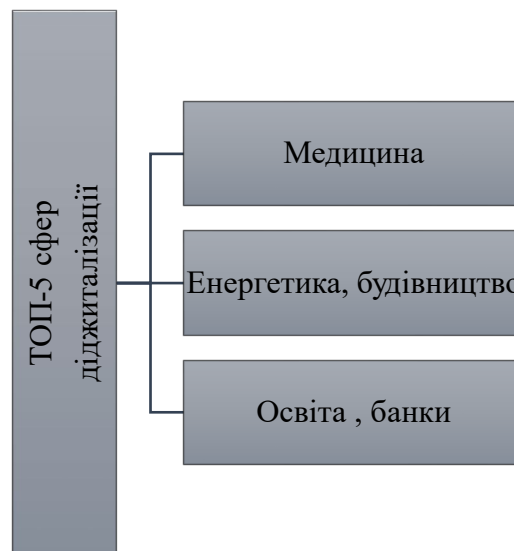 ТОП-5 сфер
діджиталізації
Медицина
Енергетика, будівництво
Освіта , банки